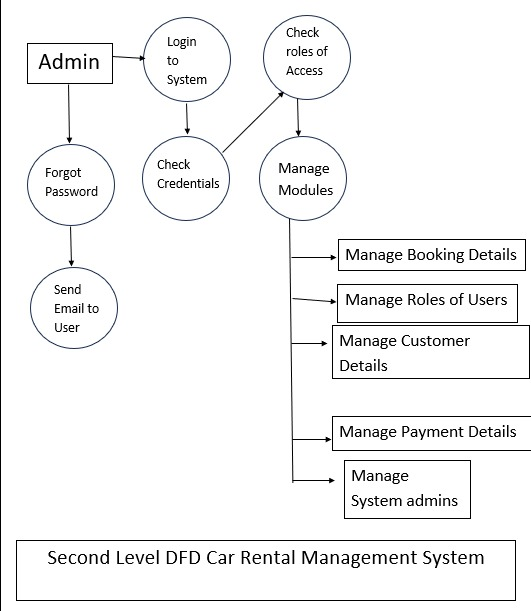 Admin
Login
to
System
Check
roles of
Access
Forgot
Password
Check
Credentials
Manage
Modules
Send
Email to
User
Manage Booking Details
Manage Roles of Users
Manage Customer
Details
Manage Payment Details
Manage
System admins
Second Level DFD Car Rental Management System